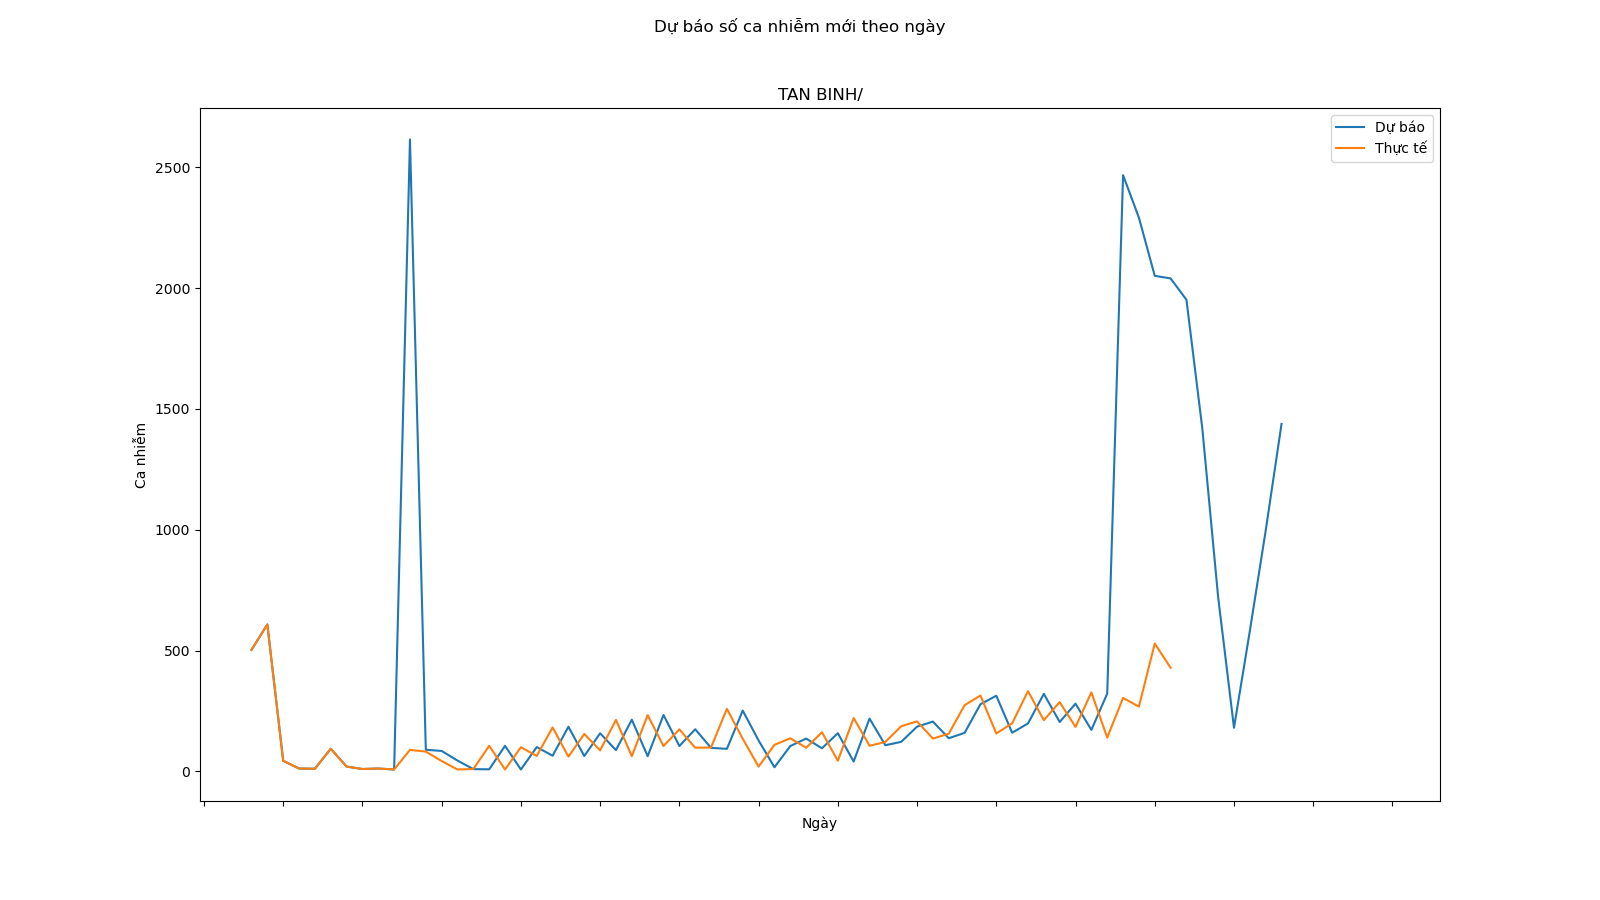 Dự báo số ca nhiễm mới theo ngày
TAN BINH/
Dự báo
Thực tế
2500
2000
1500
1000
500
0
Ca nhiễm
Ngày